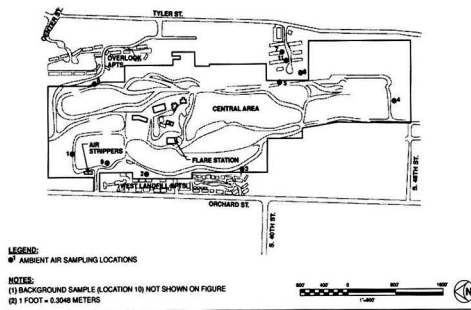 TYLER ST.
OVERLOOK
APTS.
CENTRAL AREA
AIR
STRIPPERS
FLARE STATION
WEST LANDFILL APTS.
ORCHARD ST.
S. 40TH ST.
S. 48TH ST.
LEGEND:
AMBIENT AIR SAMPLING LOCATIONS
NOTES:
(1) BACKGROUND SAMPLE (LOCATION 10) NOT SHOWN ON FIGURE
(2) 1 FOOT = 0.3048 METERS
1"=800'
N